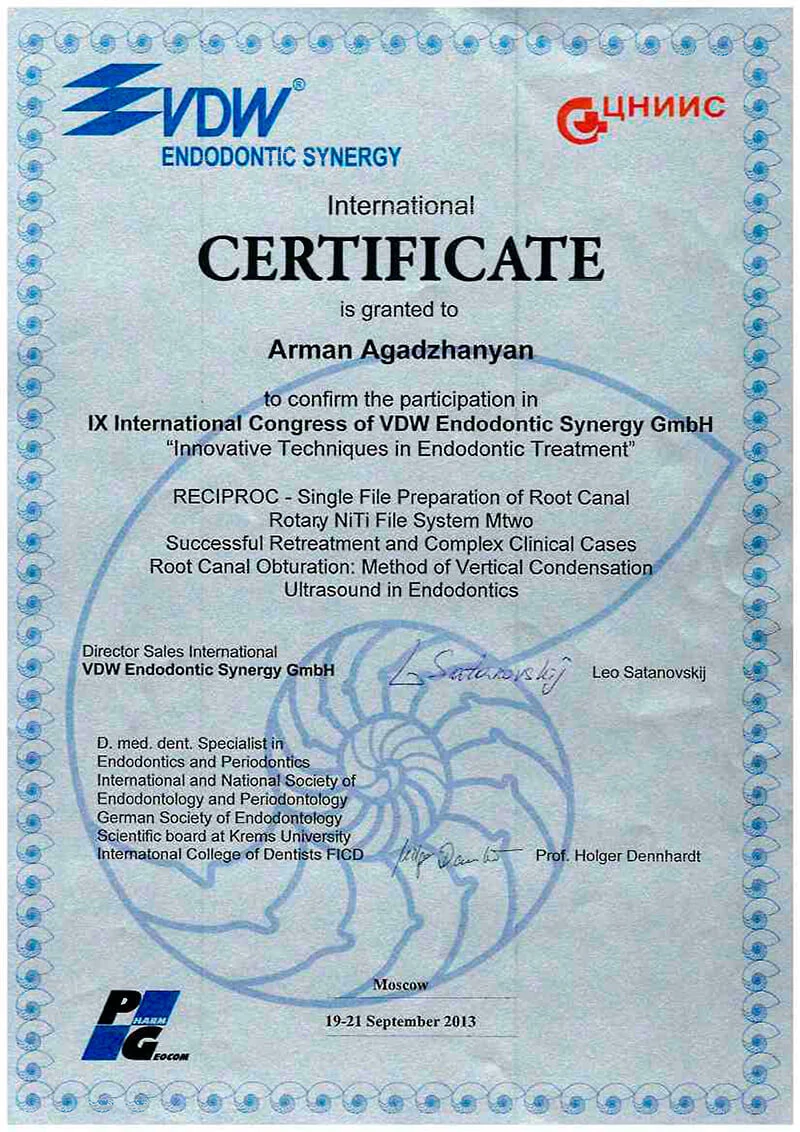 VDW®
ENDODONTIC SYNERGY
ЦНИИС
International
CERTIFICATE
is granted to
Arman Agadzhanyan
to confirm the participation in
IX International Congress of VDW Endodontic Synergy GmbH
“Innovative Techniques in Endodontic Treatment”
RECIPROC - Single File Preparation of Root Canal
Rotary NiTi File System Mtwo
Successful Retreatment and Complex Clinical Cases
Root Canal Obturation: Method of Vertical Condensation
Ultrasound in Endodontics
Director Sales International
VDW Endodontic Synergy GmbH
L Satanovskij
Leo Satanovskij
D. med. dent. Specialist in
Endodontics and Periodontics
International and National Society of
Endodontology and Periodontology
German Society of Endodontology
Scientific board at Krems University
Internatonal College of Dentists FICD
Prof. Holger Dennhardt
Moscow
19-21 September 2013
PHARM
GEOCOM